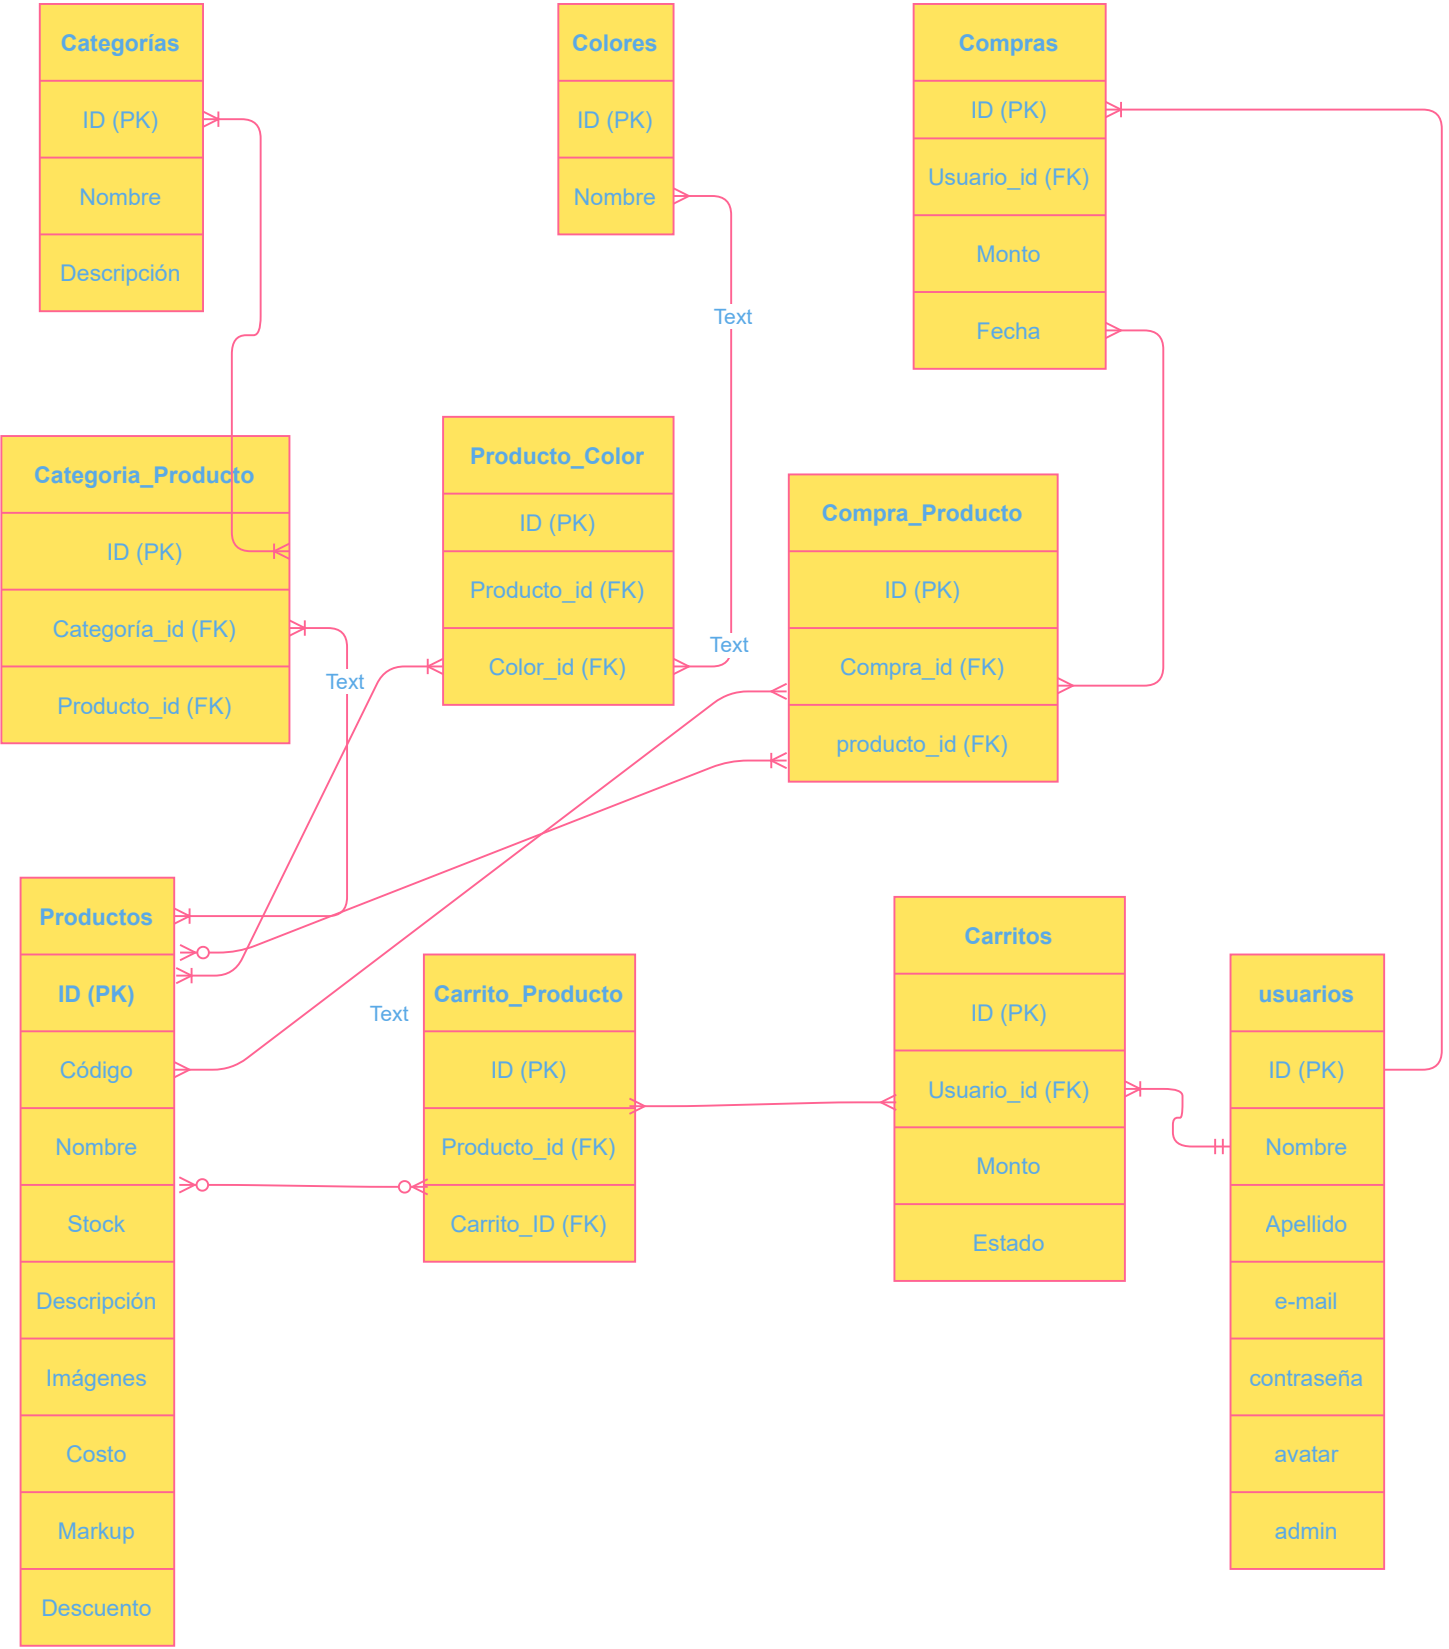 Categorías
ID (PK)
Nombre
Descripción
Colores
ID (PK)
Nombre
Compras
ID (PK)
Usuario_id (FK)
Monto
Fecha
Text
Categoria_Producto
ID (PK)
Categoría_id (FK)
Producto_id (FK)
Text
Producto_Color
ID (PK)
Producto_id (FK)
Color_id (FK)
Text
Compra_Producto
ID (PK)
Compra_id (FK)
producto_id (FK)
Productos
ID (PK)
Código
Nombre
Stock
Descripción
Imágenes
Costo
Markup
Descuento
Text
Carrito_Producto
ID (PK)
Producto_id (FK)
Carrito_ID (FK)
Carritos
ID (PK)
Usuario_id (FK)
Monto
Estado
usuarios
ID (PK)
Nombre
Apellido
e-mail
contraseña
avatar
admin